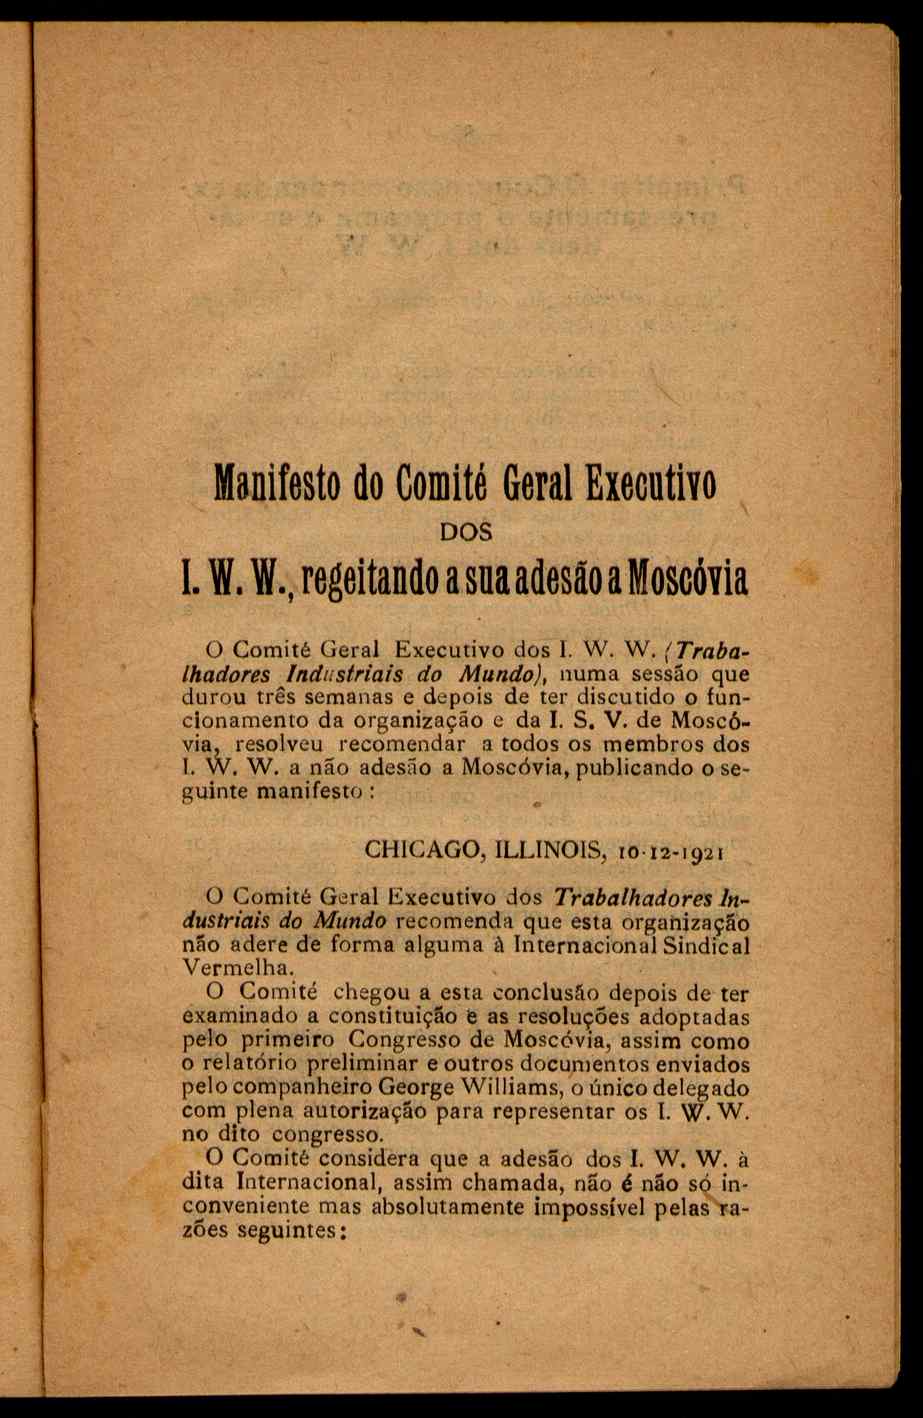 Manifesto do Comité Geral Executivo
DOS
I. W. W., regeitando a sua adesão a Moscóvia
O Comité Geral Executivo dos I. W. W. (Traba-
lhadores Industriais do Mundo), numa sessão que
durou três semanas e depois de ter discutido o fun-
cionamento da organização e da I. S. V. de Moscó-
via, resolveu recomendar a todos os membros dos
I. W. W. a não adesão a Moscóvia, publicando o se-
guinte manifesto :
CHICAGO, ILLINOIS, 10-12-1921
O Comité Geral Executivo dos Trabalhadores In-
dustriais do Mundo recomenda que esta organização
não adere de forma alguma à Internacional Sindical
Vermelha.
O Comité chegou a esta conclusão depois de ter
examinado a constituição e as resoluções adoptadas
pelo primeiro Congresso de Moscóvia, assim como
o relatório preliminar e outros documentos enviados
pelo companheiro George Williams, o único delegado
com plena autorização para representar os I. W. W.
no dito congresso.
O Comité considera que a adesão dos I. W. W. à
dita Internacional, assim chamada, não é não só in-
conveniente mas absolutamente impossível pelas ra-
zões seguintes: